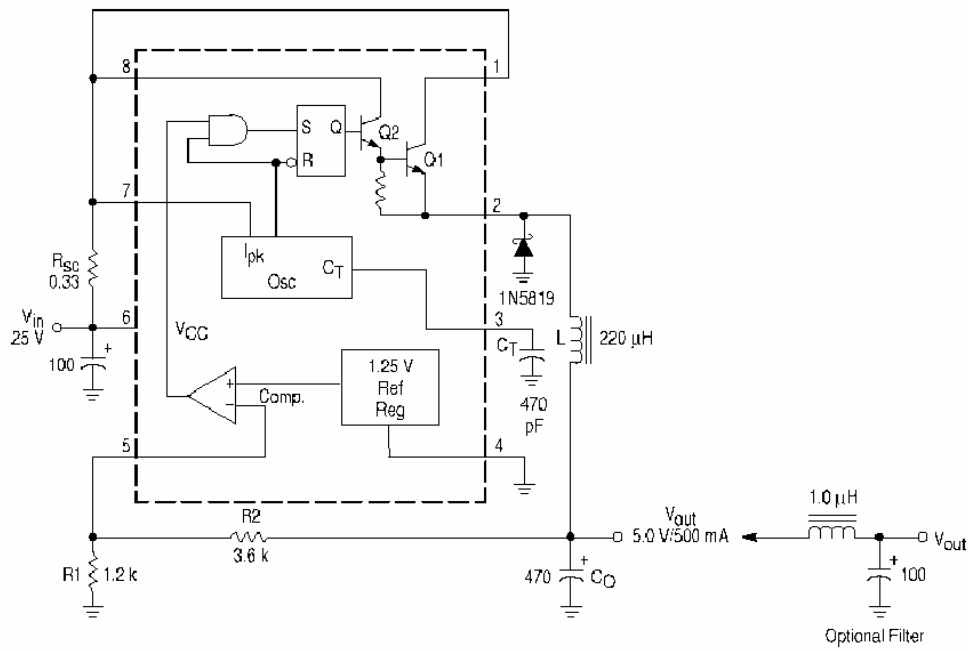 8
1
S
Q
Q2
R
Q1
7
2
Ipk
CT
Osc
Rsc
0.33
1N5819
Vin
25 V
6
VCC
3
CT
L
220 µH
100
+
1.25 V
Ref
Reg
+
−
Comp.
470
pF
5
4
R2
3.6 k
Vout
5.0 V/500 mA
1.0 µH
Vout
R1
1.2 k
470
+
CO
+
100
Optional Filter